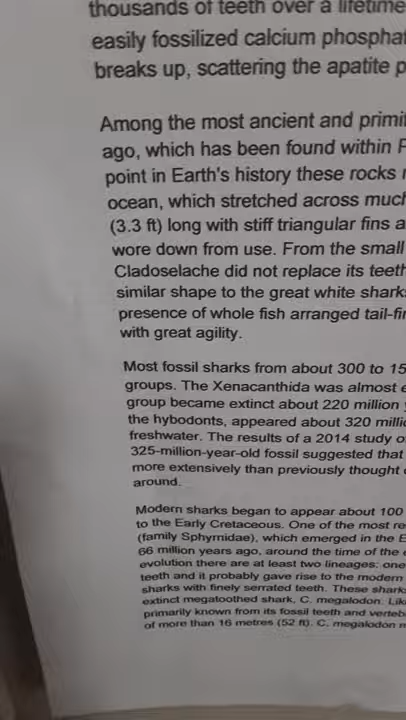 thousands of teeth over a lifetime
easily fossilized calcium phosphat
breaks up, scattering the apatite p
Among the most ancient and primit
ago, which has been found within
point in Earth's history these rocks
ocean, which stretched across much
(3.3 ft) long with stiff triangular fins a
wore down from use. From the small
Cladoselache did not replace its teeth
similar shape to the great white shark
presence of whole fish arranged tail-fir
with great agility.
Most fossil sharks from about 300 to 15
groups. The Xenacanthida was almost e
group became extinct about 220 million
the hybodonts, appeared about 320 millio
freshwater. The results of a 2014 study o
325-million-year-old fossil suggested that
more extensively than previously thought
around.
Modern sharks began to appear about 100
to the Early Cretaceous. One of the most re
(family Sphyrnidae), which emerged in the E
66 million years ago, around the time of the
evolution there are at least two lineages: one
teeth and it probably gave rise to the modern
sharks with finely serrated teeth. These shark
extinct megatoothed shark, C. megalodon. Lik
primarily known from its fossil teeth and verteb
of more than 16 metres (52 ft). C. megalodon m